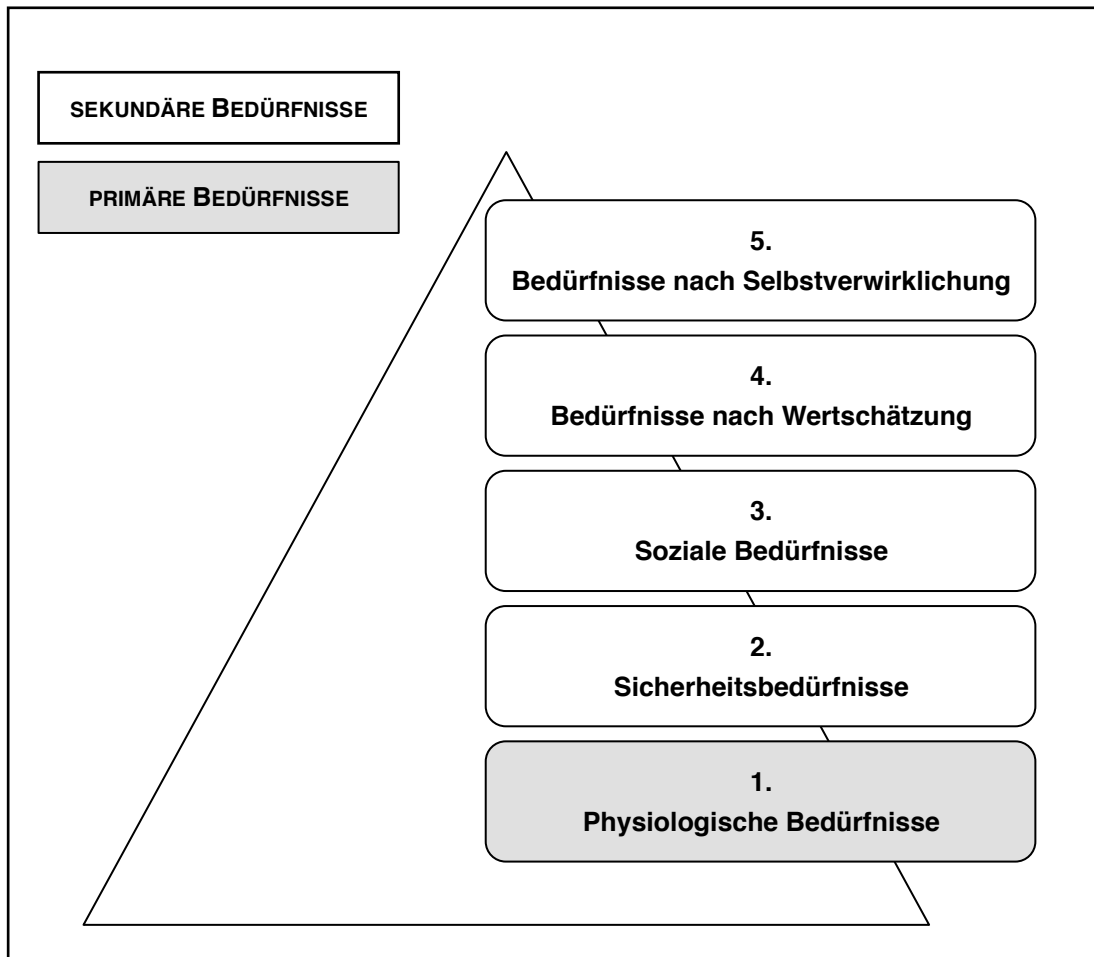 SEKUNDÄRE BEDÜRFNISSE
PRIMÄRE BEDÜRFNISSE
5.
Bedürfnisse nach Selbstverwirklichung
4.
Bedürfnisse nach Wertschätzung
3.
Soziale Bedürfnisse
2.
Sicherheitsbedürfnisse
1.
Physiologische Bedürfnisse